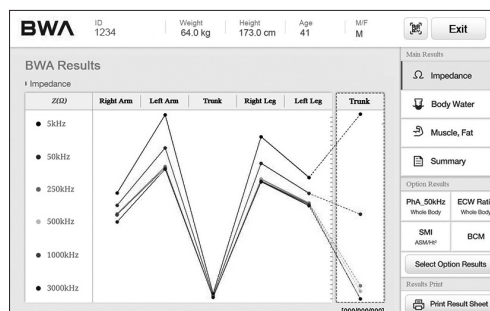 BWA
ID
1234
Weight
64.0 kg
Height
173.0 cm
Age
41
M/F
M
Exit
BWA Results
Impedance
Z(Ω)
Right Arm
Left Arm
Trunk
Right Leg
Left Leg
Trunk
5kHz
50kHz
250kHz
500kHz
1000kHz
3000kHz
Main Results
Ω Impedance
Body Water
Muscle, Fat
Summary
Option Results
PhA_50kHz
Whole Body
ECW Rati
Whole Body
SMI
ASM/Ht²
BCM
Select Option Results
Results Print
Print Result Sheet